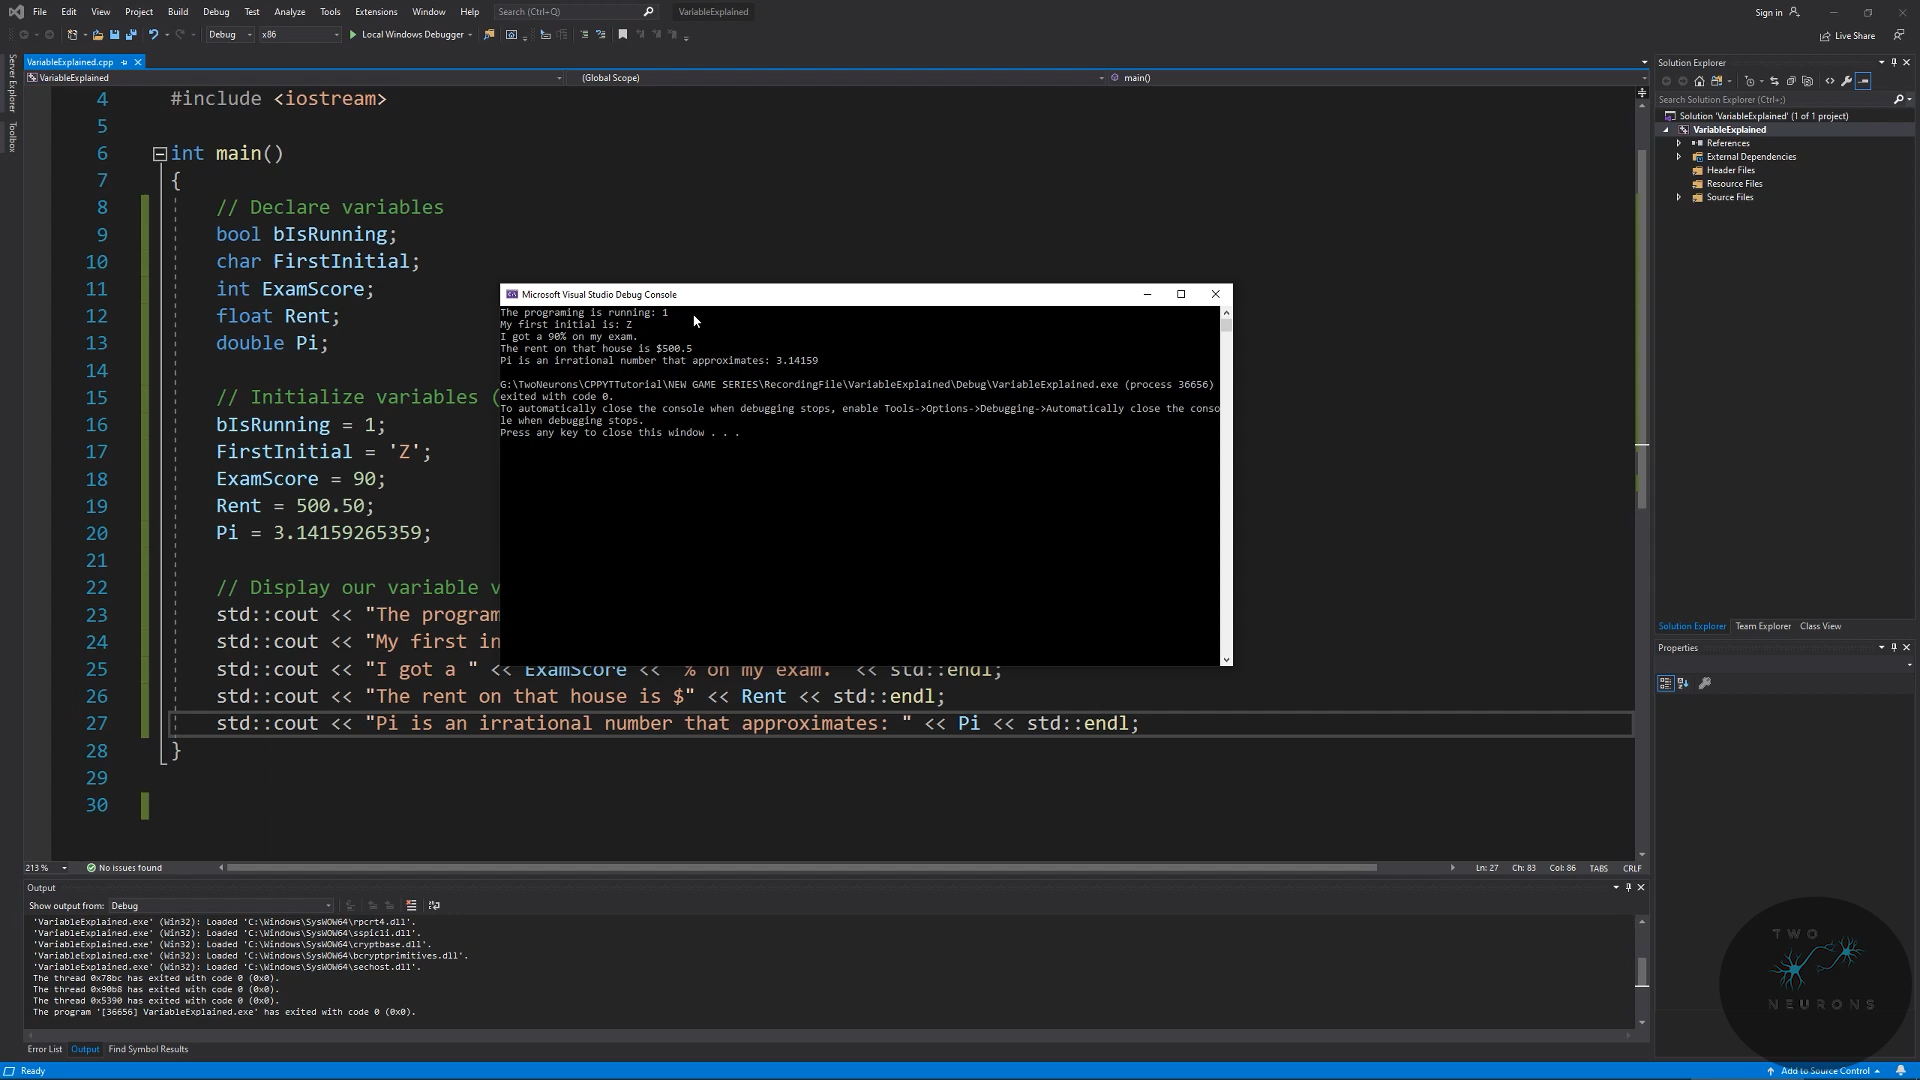 File Edit View Project Build Debug Test Analyze Tools Extensions Window Help Search (Ctrl+Q) VariableExplained Sign in
Debug x86 Local Windows Debugger Live Share
VariableExplained.cpp
VariableExplained (Global Scope) main()
Server Explorer
Toolbox
4 #include <iostream>
5
6 int main()
7 {
8 // Declare variables
9 bool bIsRunning;
10 char FirstInitial;
11 int ExamScore;
12 float Rent;
13 double Pi;
14
15 // Initialize variables (
16 bIsRunning = 1;
17 FirstInitial = 'Z';
18 ExamScore = 90;
19 Rent = 500.50;
20 Pi = 3.14159265359;
21
22 // Display our variable v
23 std::cout << "The program
24 std::cout << "My first in
25 std::cout << "I got a " << ExamScore << "% on my exam." << std::endl;
26 std::cout << "The rent on that house is $" << Rent << std::endl;
27 std::cout << "Pi is an irrational number that approximates: " << Pi << std::endl;
28 }
29
30
Microsoft Visual Studio Debug Console
The programing is running: 1
My first initial is: Z
I got a 90% on my exam.
The rent on that house is $500.5
Pi is an irrational number that approximates: 3.14159
G:\TwoNeurons\CPPYTTutorial\NEW GAME SERIES\RecordingFile\VariableExplained\Debug\VariableExplained.exe (process 36656)
exited with code 0.
To automatically close the console when debugging stops, enable Tools->Options->Debugging->Automatically close the conso
le when debugging stops.
Press any key to close this window . . .
213 % No issues found Ln: 27 Ch: 83 Col: 86 TABS CRLF
Output
Show output from: Debug
'VariableExplained.exe' (Win32): Loaded 'C:\Windows\SysWOW64\rpcrt4.dll'.
'VariableExplained.exe' (Win32): Loaded 'C:\Windows\SysWOW64\sspicli.dll'.
'VariableExplained.exe' (Win32): Loaded 'C:\Windows\SysWOW64\cryptbase.dll'.
'VariableExplained.exe' (Win32): Loaded 'C:\Windows\SysWOW64\bcryptprimitives.dll'.
'VariableExplained.exe' (Win32): Loaded 'C:\Windows\SysWOW64\sechost.dll'.
The thread 0x78bc has exited with code 0 (0x0).
The thread 0x90b8 has exited with code 0 (0x0).
The thread 0x5390 has exited with code 0 (0x0).
The program '[36656] VariableExplained.exe' has exited with code 0 (0x0).
Error List Output Find Symbol Results
Ready Add to Source Control
Solution Explorer
Search Solution Explorer (Ctrl+;)
Solution 'VariableExplained' (1 of 1 project)
VariableExplained
References
External Dependencies
Header Files
Resource Files
Source Files
Solution Explorer Team Explorer Class View
Properties
TWO
NEURONS